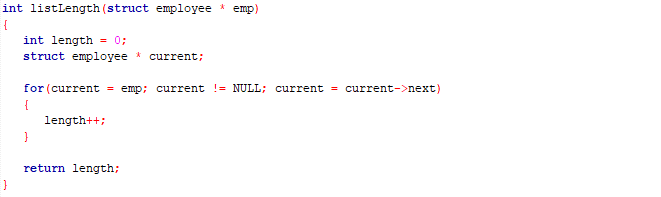 int listLength(struct employee * emp)
{
   int length = 0;
   struct employee * current;
   for(current = emp; current != NULL; current = current->next)
   {
      length++;
   }
   return length;
}